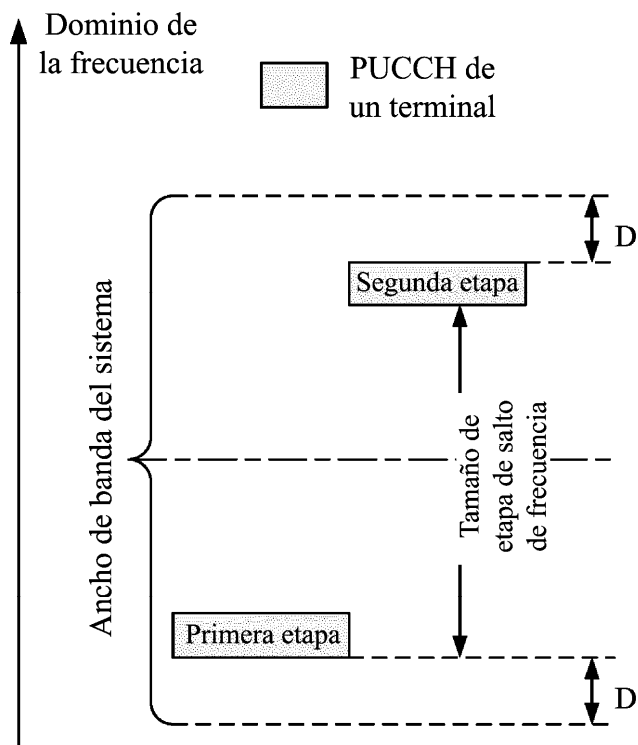 Dominio de
la frecuencia
PUCCH de
un terminal
D
Segunda etapa
Ancho de banda del sistema
Tamaño de
etapa de salto
de frecuencia
Primera etapa
D